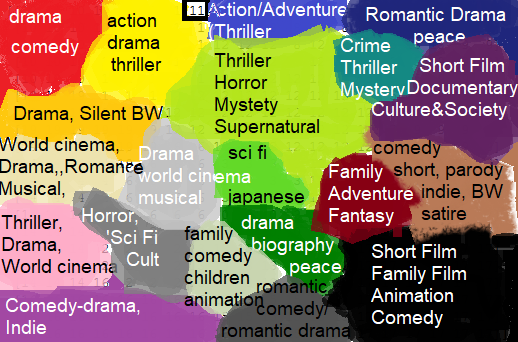 drama
comedy
action
drama
thriller
11
Action/Adventure
Thriller
Romantic Drama
peace
Crime
Thriller
Mystery
Short Film
Documentary
Culture&Society
Thriller
Horror
Mystety
Supernatural
Drama, Silent BW
World cinema,
Drama,,Romance
Musical,
Drama
world cinema
musical
sci fi
japanese
Family
Adventure
Fantasy
comedy
short, parody
indie, BW
satire
Thriller,
Drama,
World cinema
Horror,
'Sci Fi
Cult
family
comedy
children
animation
drama
biography
peace
Short Film
Family Film
Animation
Comedy
Comedy-drama,
Indie
romantic
comedy/
romantic drama